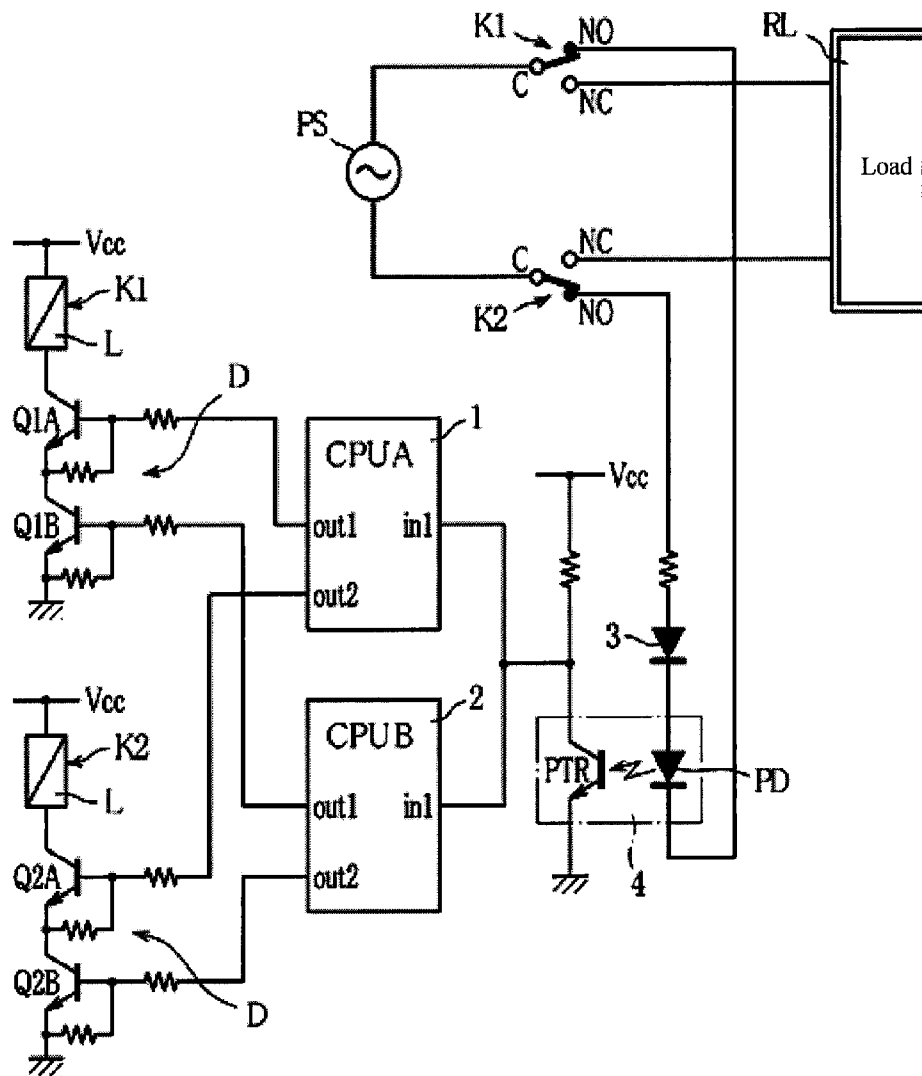 K1
NO
C
NC
RL
PS
Load
NC
C
K2
NO
Vcc
K1
L
D
Q1A
Q1B
CPUA
1
out1
in1
out2
Vcc
3
Vcc
K2
L
CPUB
2
out1
in1
out2
PTR
PD
4
Q2A
Q2B
D